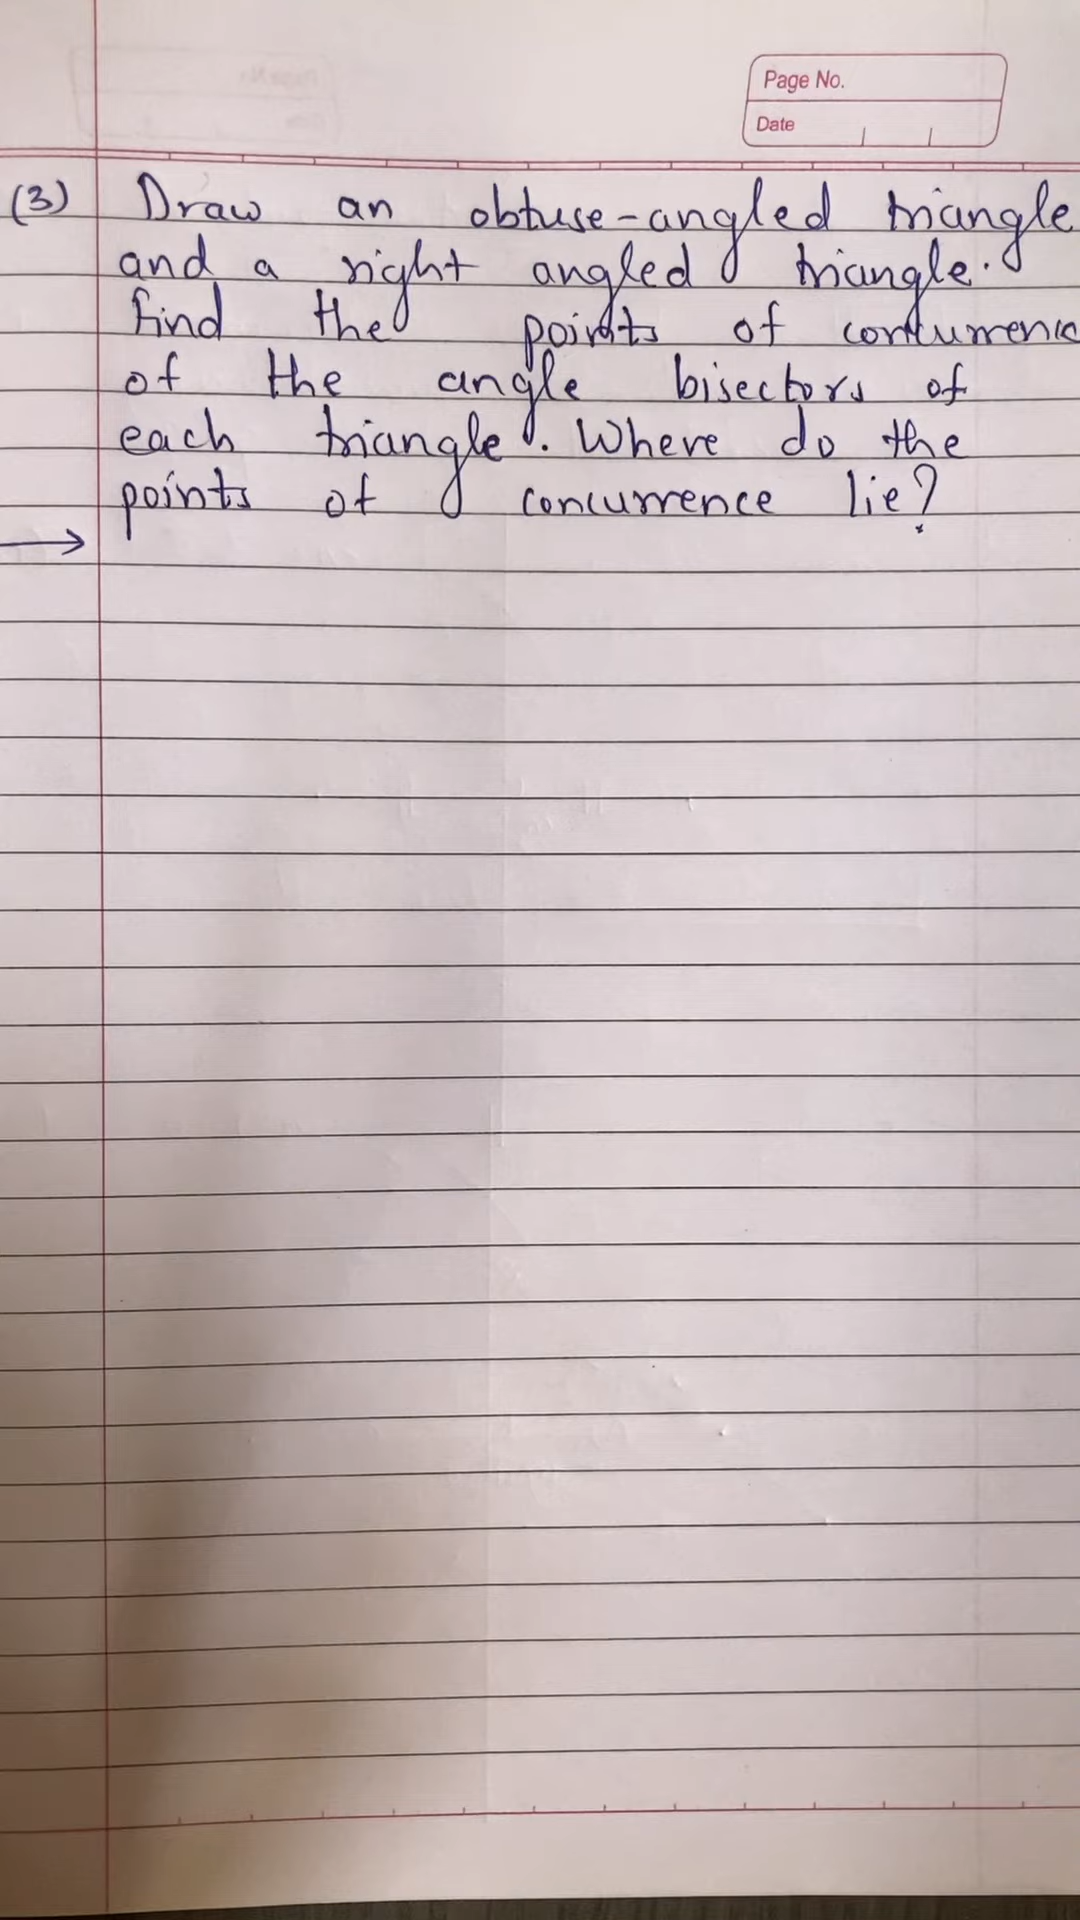 Page No.
Date
(3) Draw an obtuse-angled triangle
and a right angled triangle.
find the points of concurrenc
of the angle bisectors of
each triangle. Where do the
points of concurrence lie?
→